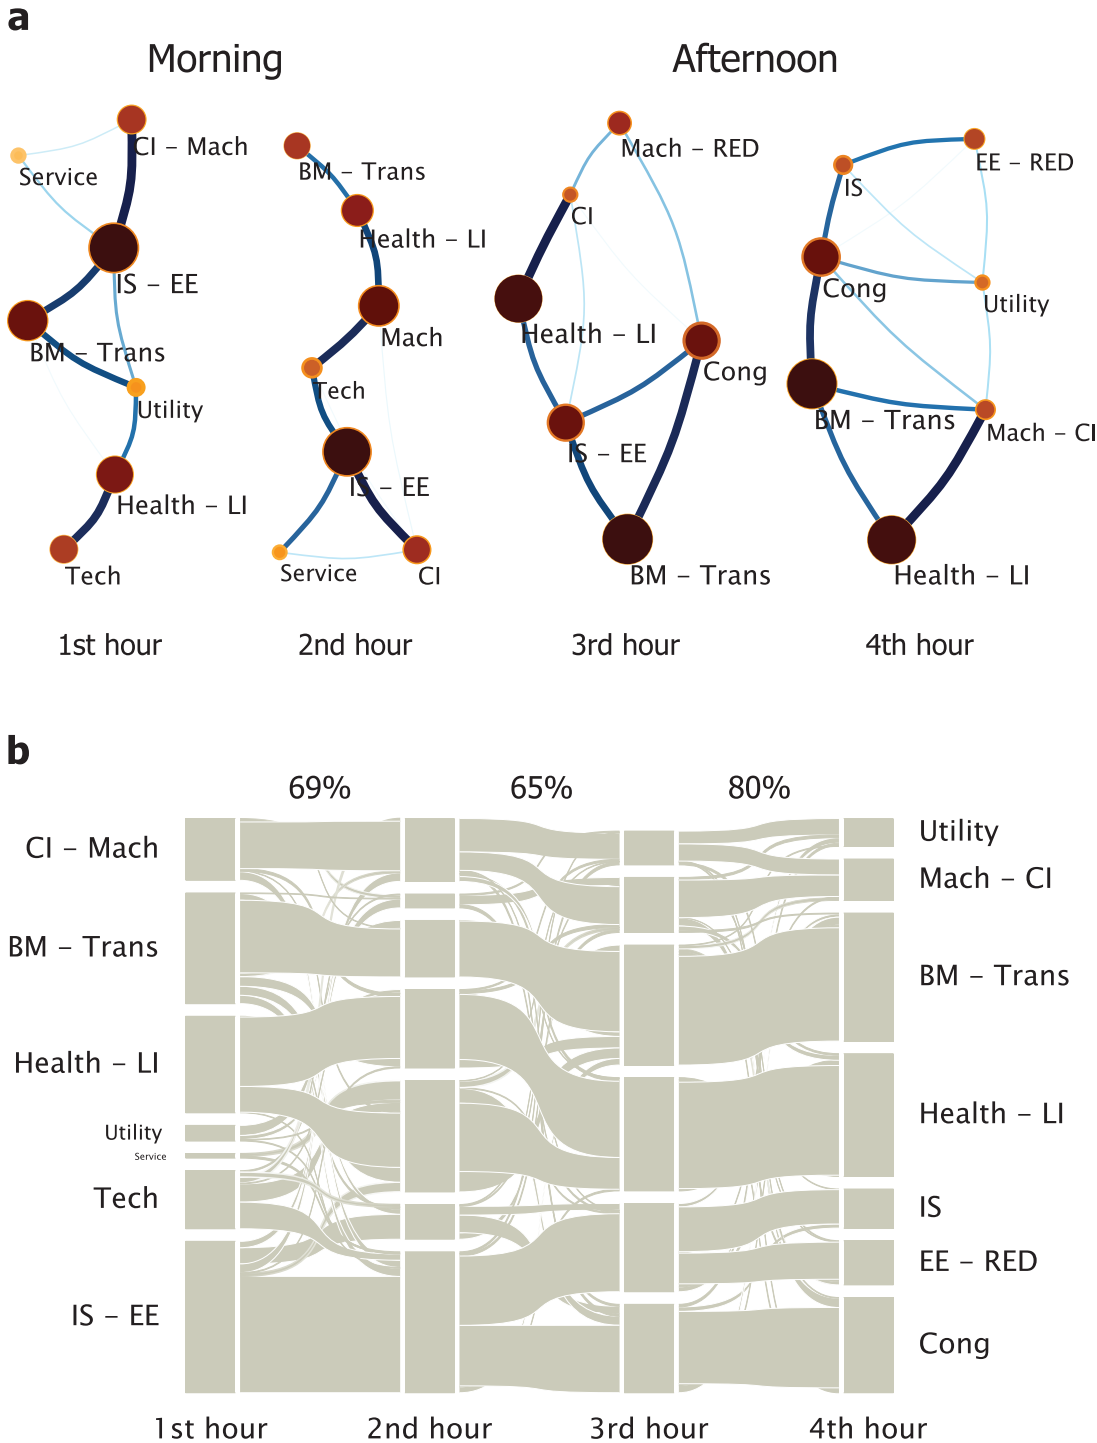 a
Morning
Afternoon
CI – Mach
Service
IS – EE
BM – Trans
Utility
Health – LI
Tech
1st hour
BM – Trans
Health – LI
Mach
Tech
IS – EE
Service
CI
2nd hour
Mach – RED
CI
Health – LI
Cong
IS – EE
BM – Trans
3rd hour
EE – RED
IS
Cong
Utility
BM – Trans
Mach – CI
Health – LI
4th hour
b
69%
65%
80%
CI – Mach
BM – Trans
Health – LI
Utility
Service
Tech
IS – EE
Utility
Mach – CI
BM – Trans
Health – LI
IS
EE – RED
Cong
1st hour
2nd hour
3rd hour
4th hour